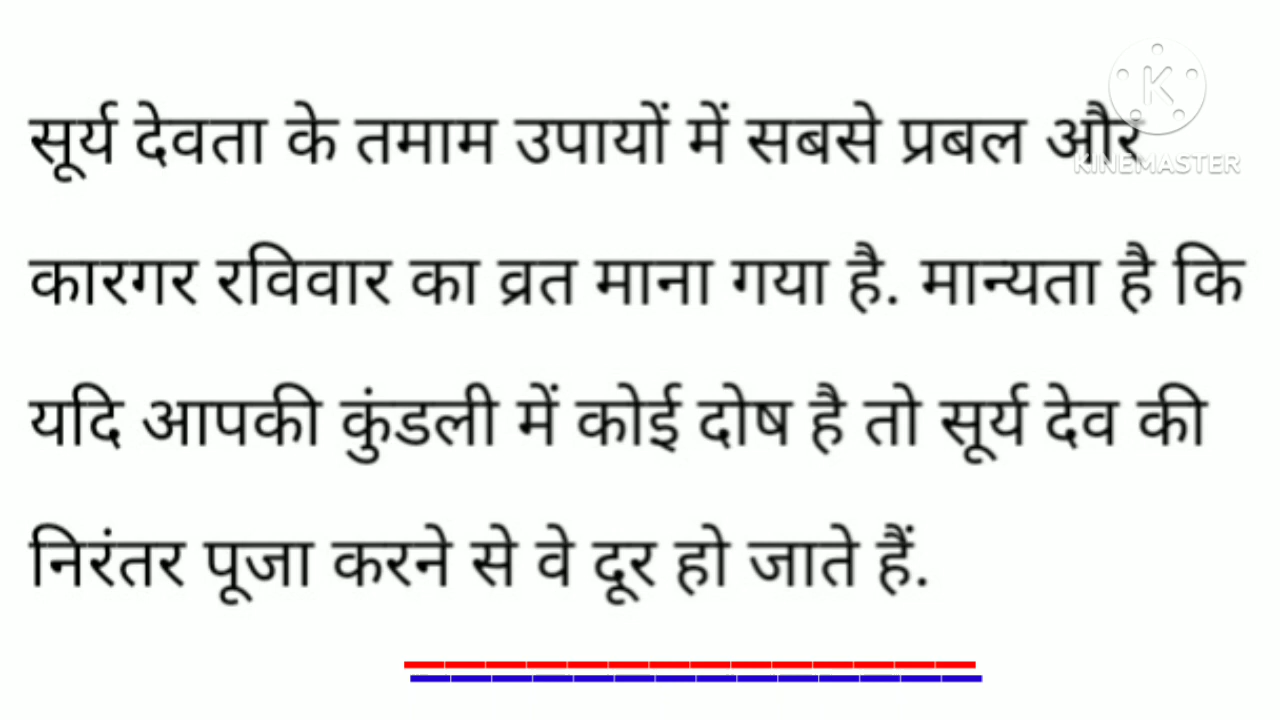 सूर्य देवता के तमाम उपायों में सबसे प्रबल और
कारगर रविवार का व्रत माना गया है. मान्यता है कि
यदि आपकी कुंडली में कोई दोष है तो सूर्य देव की
निरंतर पूजा करने से वे दूर हो जाते हैं.
K
KINEMASTER